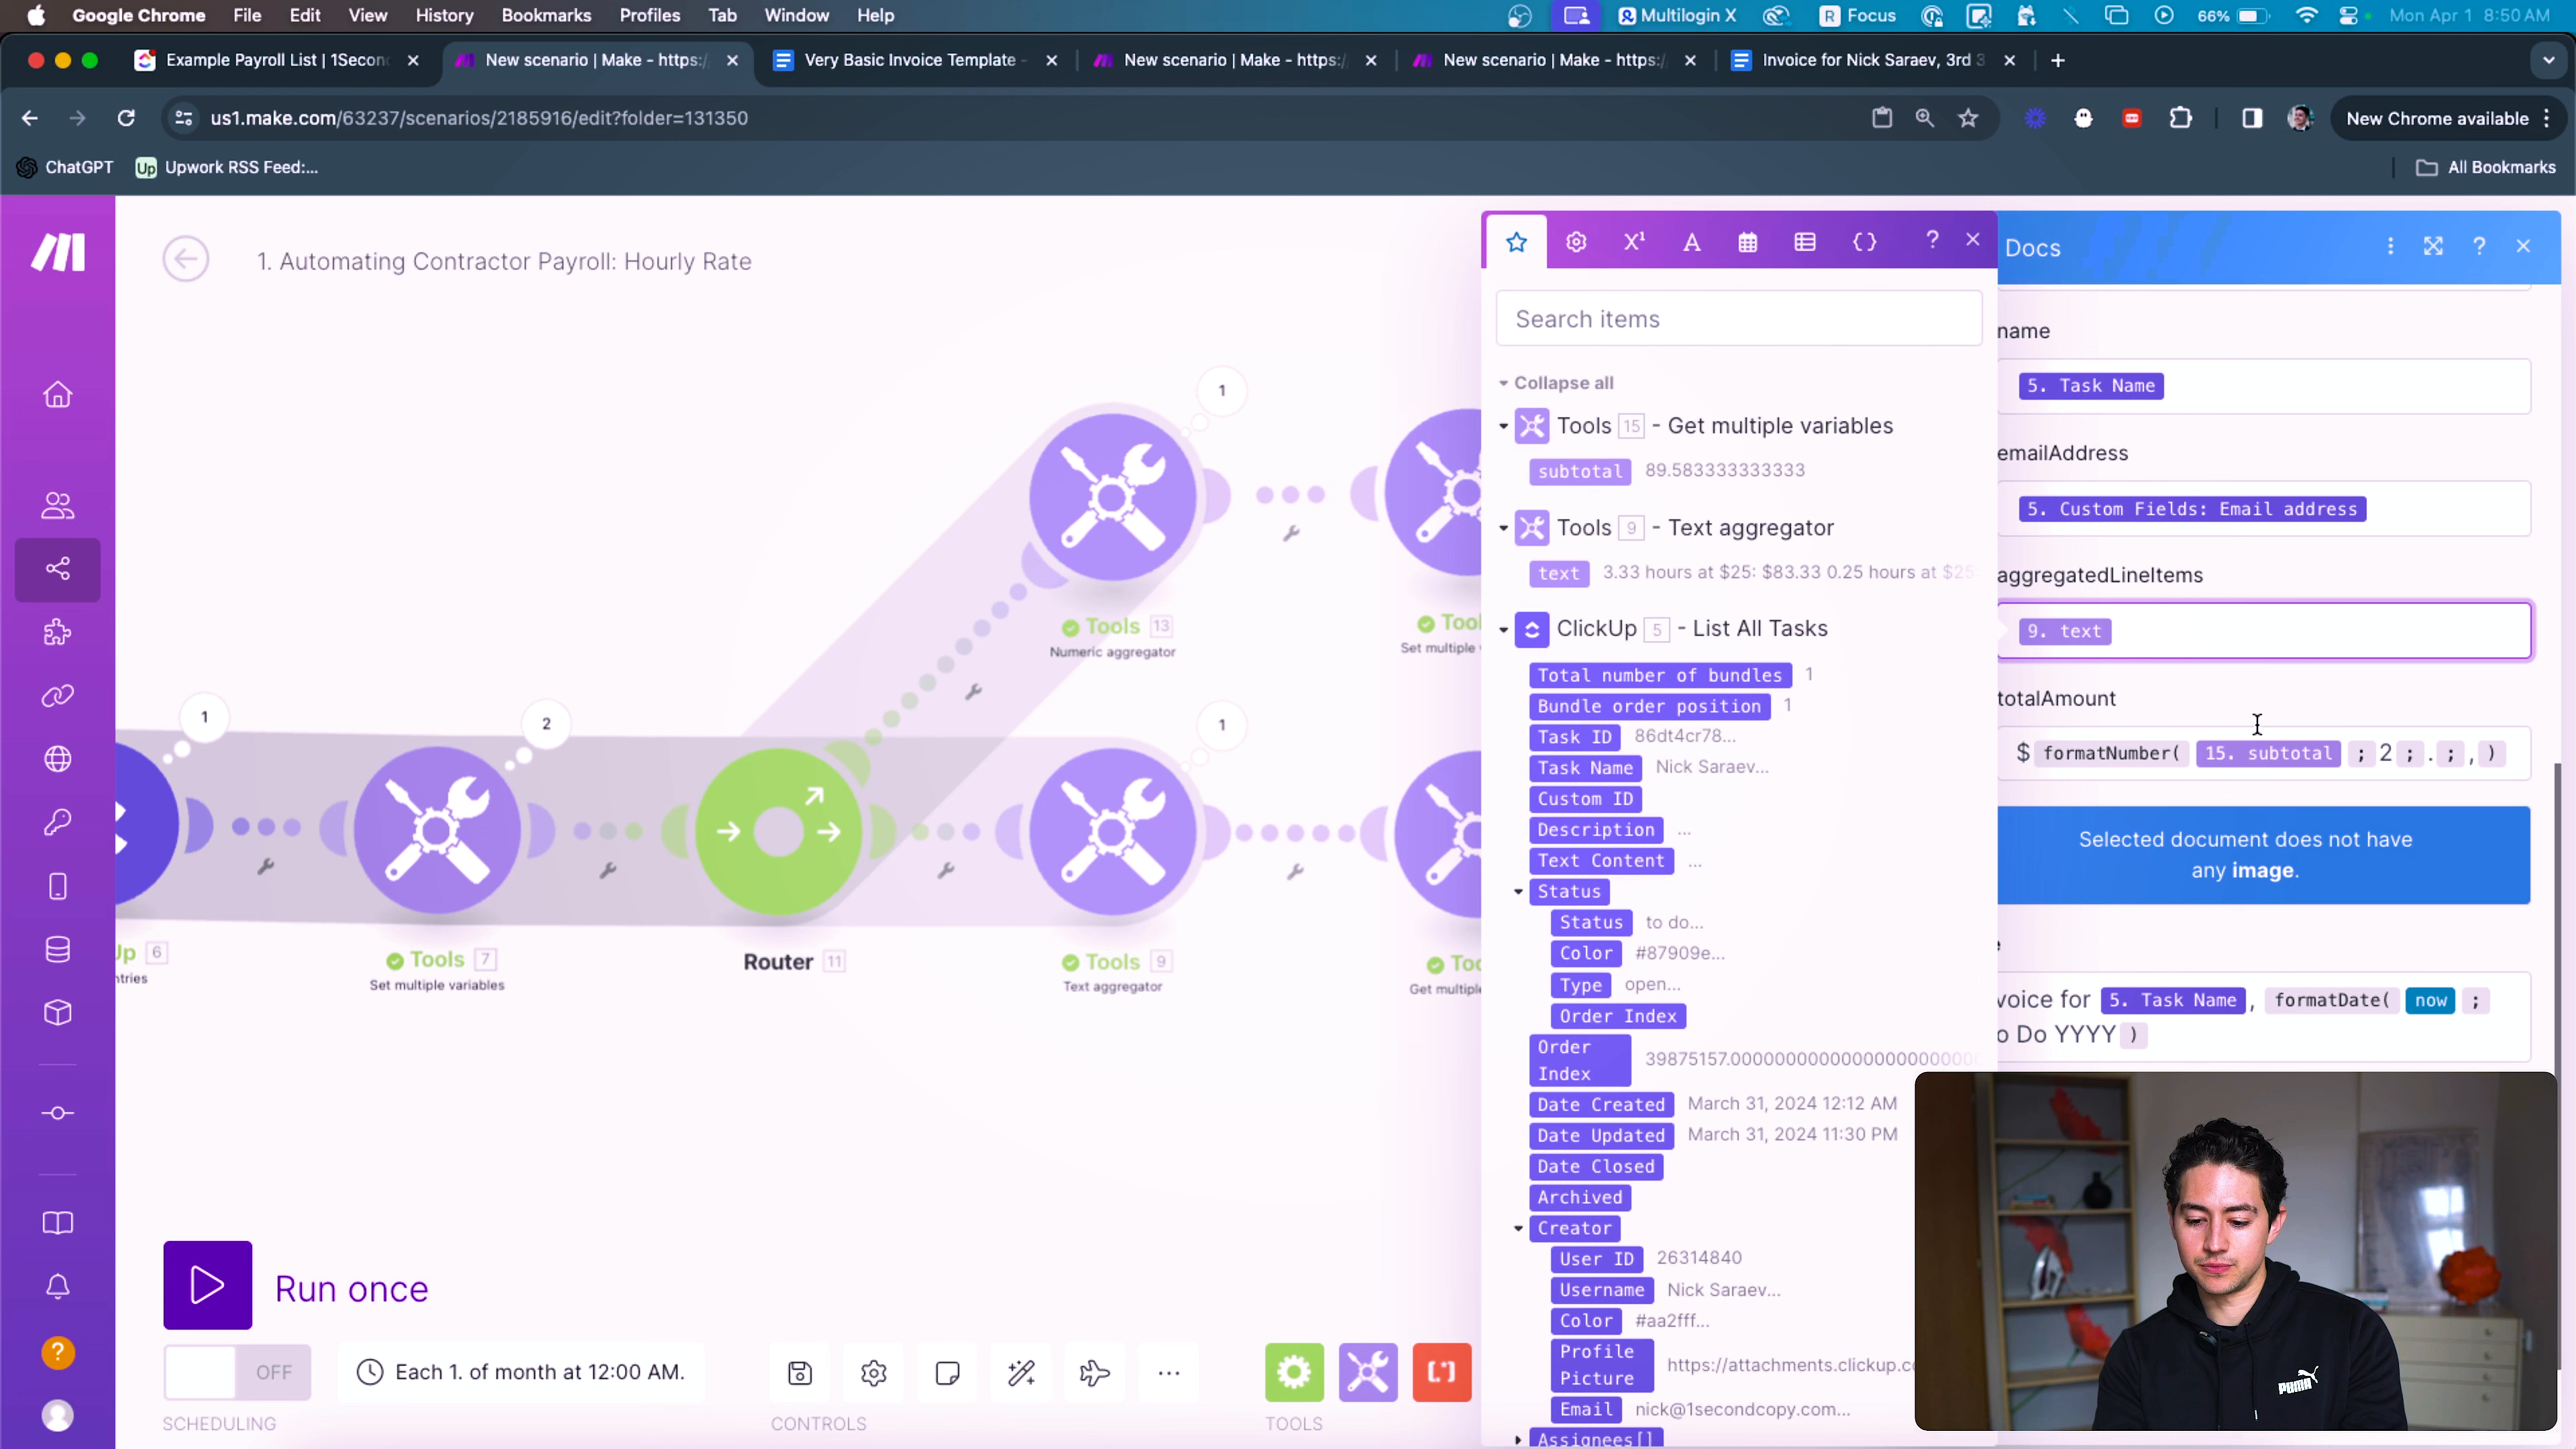 Google Chrome File Edit View History Bookmarks Profiles Tab Window Help Multilogin X R Focus 66% Mon Apr 1 8:50 AM
Example Payroll List | 1Secon New scenario | Make - https:/ Very Basic Invoice Template - New scenario | Make - https:/ New scenario | Make - https:/ Invoice for Nick Saraev, 3rd 3
us1.make.com/63237/scenarios/2185916/edit?folder=131350 New Chrome available
ChatGPT Up Upwork RSS Feed:... All Bookmarks
1. Automating Contractor Payroll: Hourly Rate
Docs
Search items
Collapse all
Tools 15 - Get multiple variables
subtotal 89.583333333333
Tools 9 - Text aggregator
text 3.33 hours at $25: $83.33 0.25 hours at $25:
ClickUp 5 - List All Tasks
Total number of bundles 1
Bundle order position 1
Task ID 86dt4cr78...
Task Name Nick Saraev...
Custom ID
Description ...
Text Content ...
Status
Status to do...
Color #87909e...
Type open...
Order Index
Order
Index
Date Created March 31, 2024 12:12 AM
Date Updated March 31, 2024 11:30 PM
Date Closed
Archived
Creator
User ID 26314840
Username Nick Saraev...
Color #aa2fff...
Profile
Picture
https://attachments.clickup.c
Email nick@1secondcopy.com...
Assignees[]
name
5. Task Name
emailAddress
5. Custom Fields: Email address
aggregatedLineItems
9. text
totalAmount
$ formatNumber( 15. subtotal ; 2 ; . ; , )
Selected document does not have
any image.
voice for 5. Task Name , formatDate( now ;
o Do YYYY )
1
Tools 13
Numeric aggregator
Tool
Set multiple
1
2
1
Up 6
ntries
Tools 7
Set multiple variables
Router 11
Tools 9
Text aggregator
Too
Get multipl
Run once
OFF Each 1. of month at 12:00 AM.
SCHEDULING CONTROLS TOOLS
?
PUMA